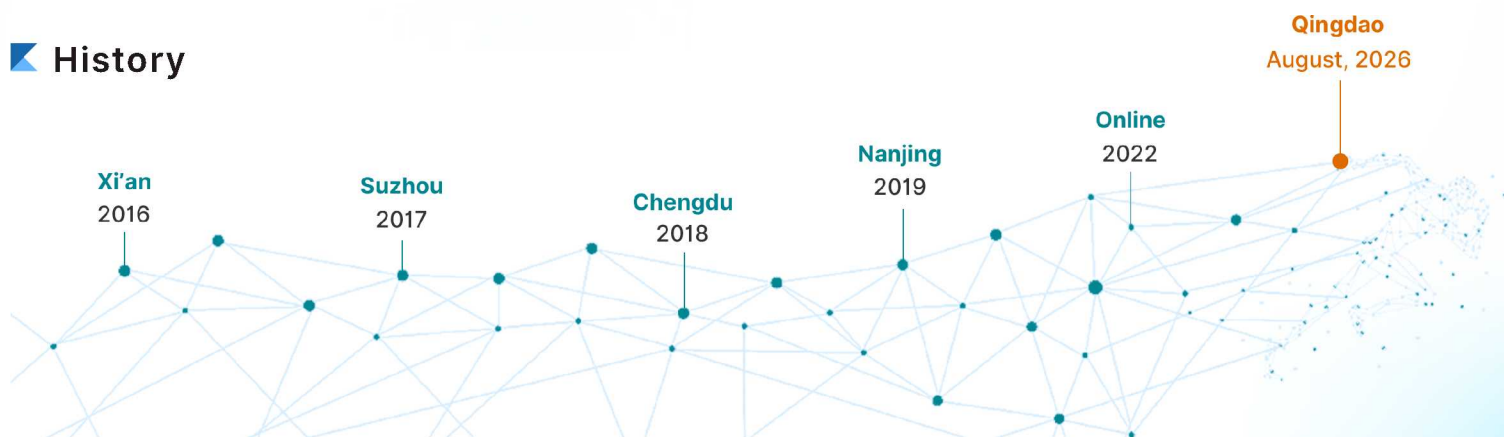 History
Xi'an
2016
Suzhou
2017
Chengdu
2018
Nanjing
2019
Online
2022
Qingdao
August, 2026